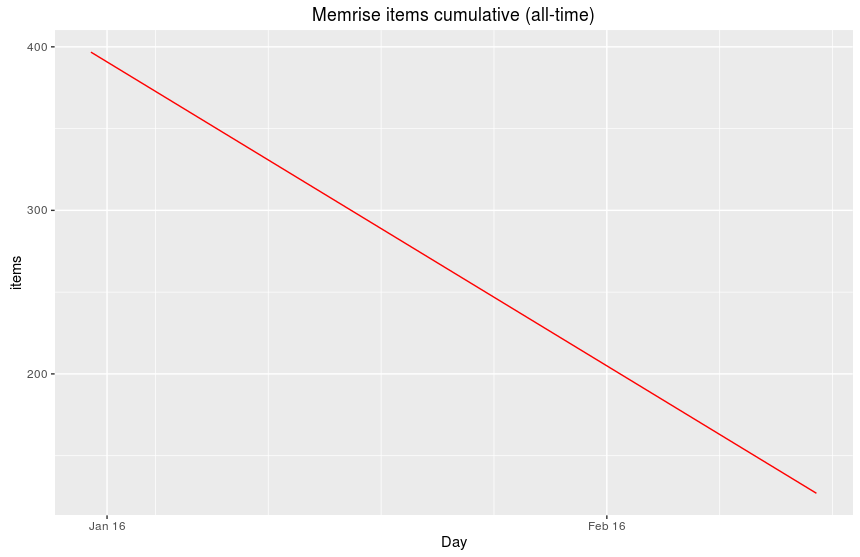 Memrise items cumulative (all-time)
400
300
200
items
Jan 16
Feb 16
Day